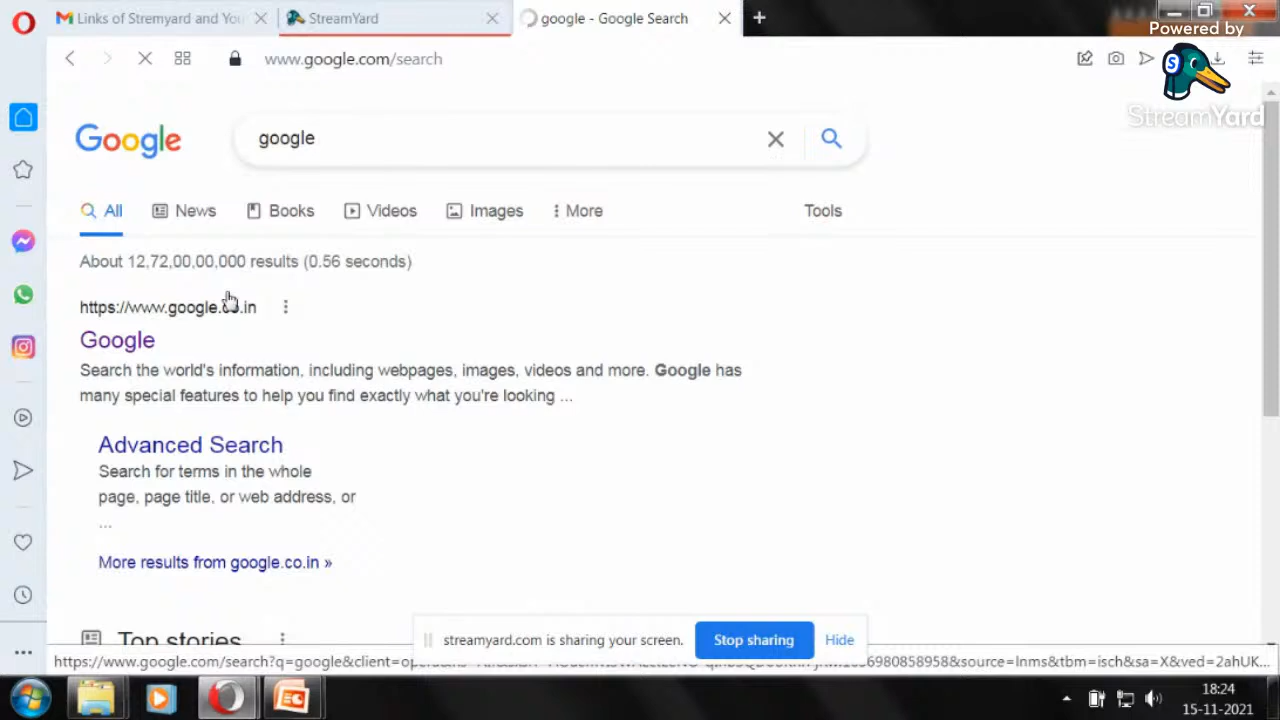 Links of Stremyard and You
StreamYard
google - Google Search
Powered by
www.google.com/search
StreamYard
Google
google
All
News
Books
Videos
Images
More
Tools
About 12,72,00,00,000 results (0.56 seconds)
https://www.google.co.in
Google
Search the world's information, including webpages, images, videos and more. Google has
many special features to help you find exactly what you're looking ...
Advanced Search
Search for terms in the whole
page, page title, or web address, or
...
More results from google.co.in »
Top stories
streamyard.com is sharing your screen.
Stop sharing
Hide
18:24
15-11-2021